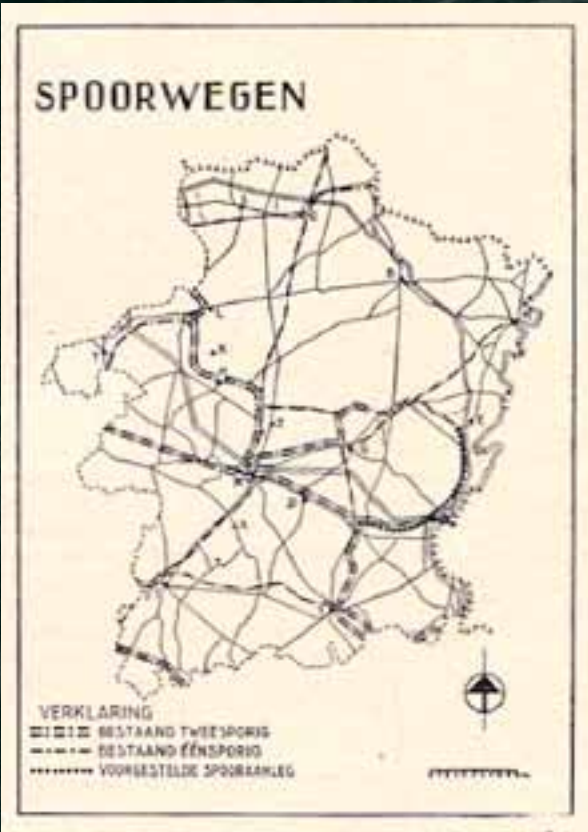 SPOORWEGEN
VERKLARING
BESTAAND TWEESPORIG
BESTAAND ÉÉNSPORIG
VOORGESTELDE SPOORAANLEG